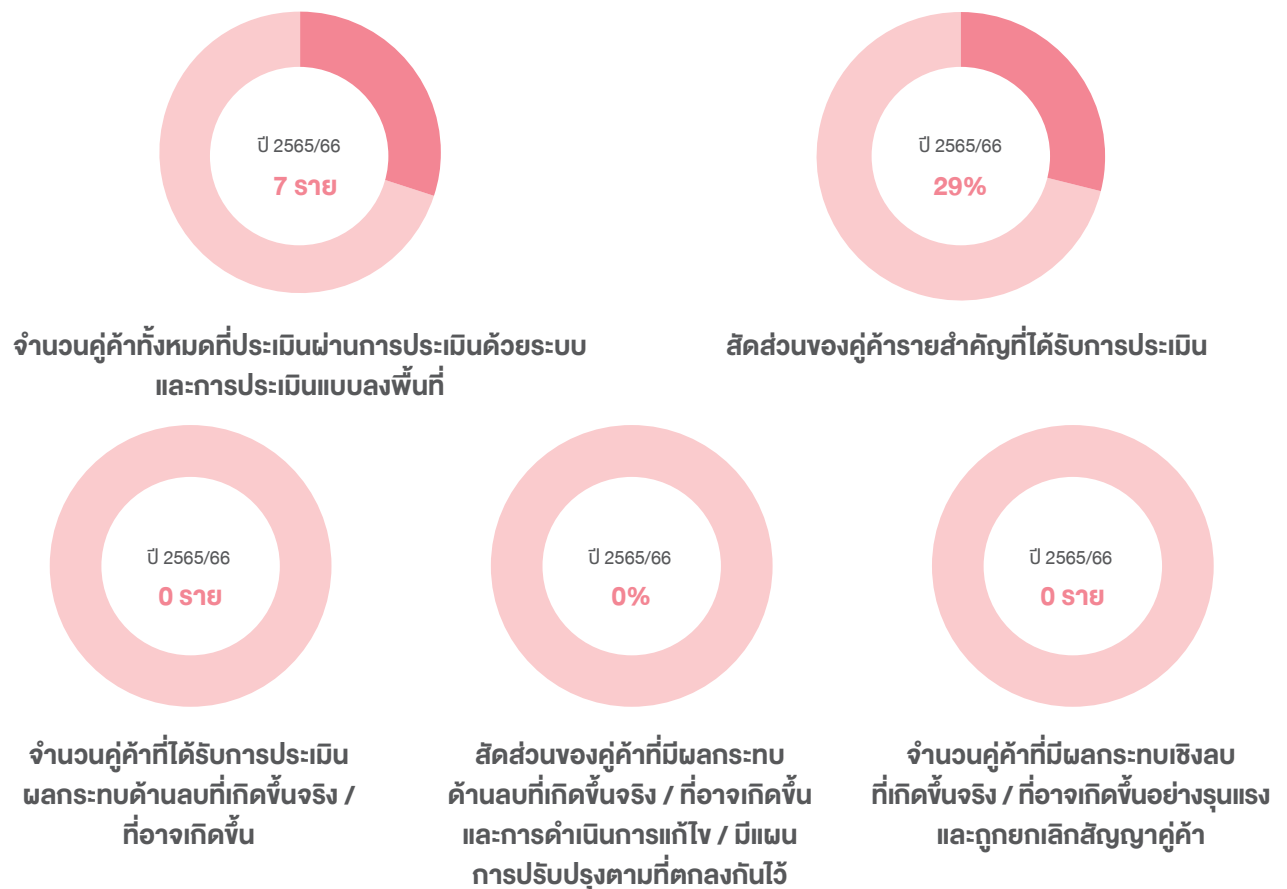 ปี 2565/66
7 ราย
จำนวนคู่ค้าทั้งหมดที่ประเมินผ่านการประเมินด้วยระบบ
และการประเมินแบบลงพื้นที่
ปี 2565/66
29%
สัดส่วนของคู่ค้ารายสำคัญที่ได้รับการประเมิน
ปี 2565/66
0 ราย
จำนวนคู่ค้าที่ได้รับการประเมิน
ผลกระทบด้านลบที่เกิดขึ้นจริง /
ที่อาจเกิดขึ้น
ปี 2565/66
0%
สัดส่วนของคู่ค้าที่มีผลกระทบ
ด้านลบที่เกิดขึ้นจริง / ที่อาจเกิดขึ้น
และการดำเนินการแก้ไข / มีแผน
การปรับปรุงตามที่ตกลงกันไว้
ปี 2565/66
0 ราย
จำนวนคู่ค้าที่มีผลกระทบเชิงลบ
ที่เกิดขึ้นจริง / ที่อาจเกิดขึ้นอย่างรุนแรง
และถูกยกเลิกสัญญาคู่ค้า